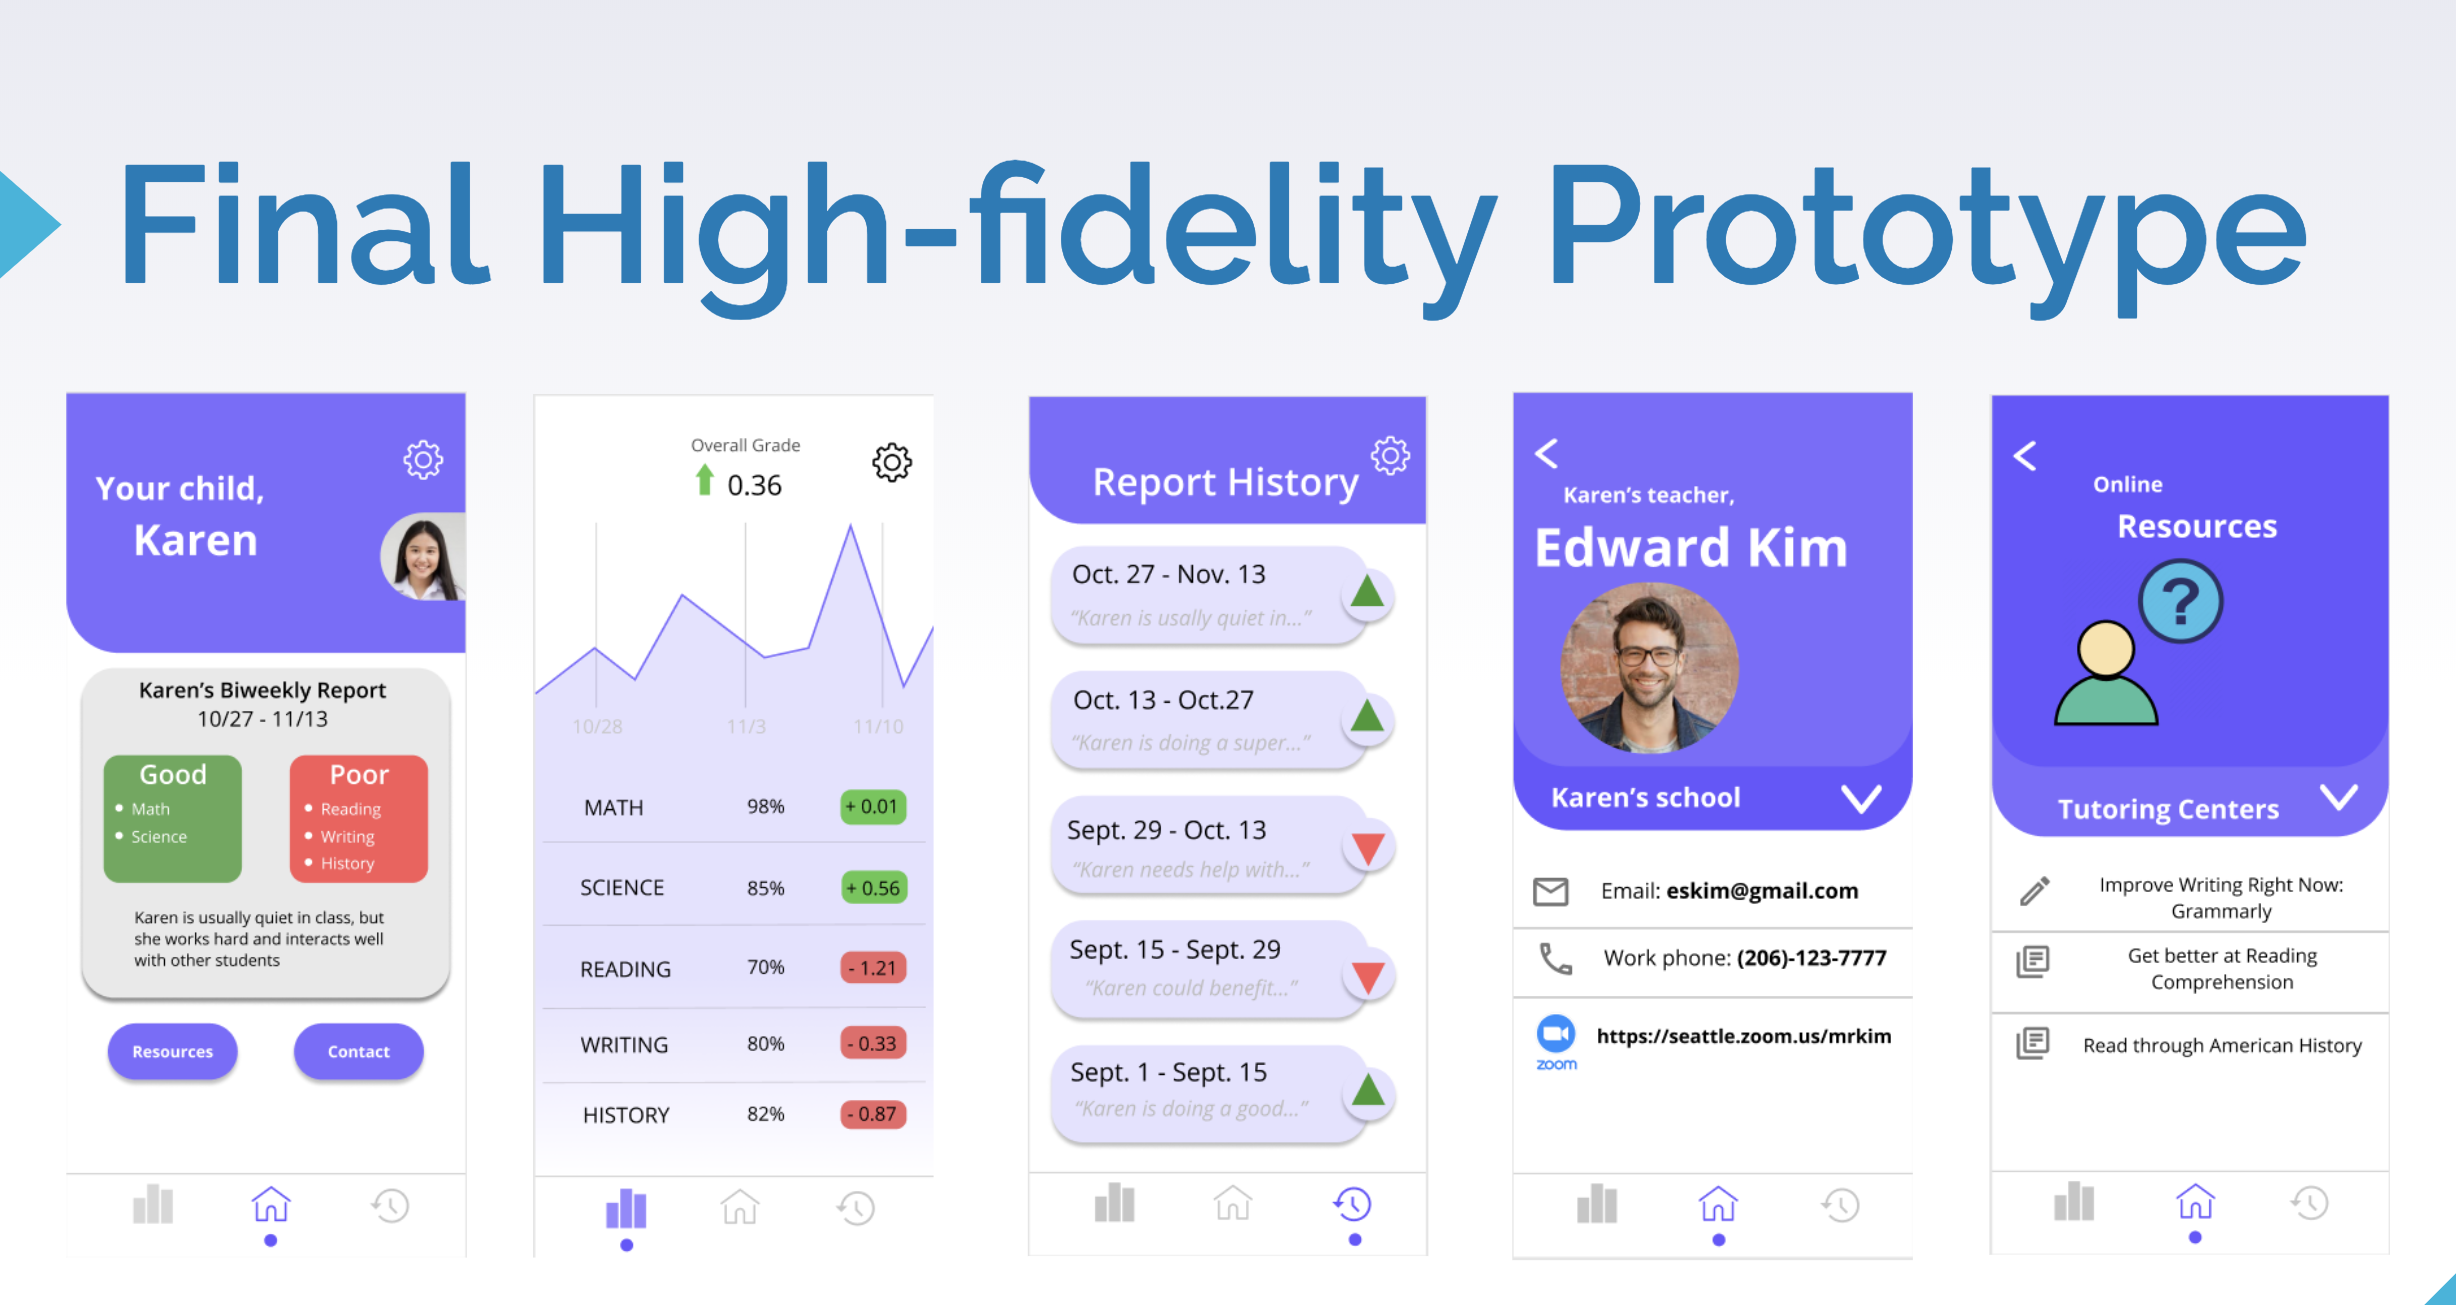 Final High-fidelity Prototype
Your child,
Karen
Karen's Biweekly Report
10/27 - 11/13
Good
Math
Science
Poor
Reading
Writing
History
Karen is usually quiet in class, but
she works hard and interacts well
with other students
Resources
Contact
Overall Grade
0.36
10/28
11/3
11/10
MATH 98% + 0.01
SCIENCE 85% + 0.56
READING 70% - 1.21
WRITING 80% - 0.33
HISTORY 82% - 0.87
Report History
Oct. 27 - Nov. 13
"Karen is usally quiet in..."
Oct. 13 - Oct.27
"Karen is doing a super..."
Sept. 29 - Oct. 13
"Karen needs help with..."
Sept. 15 - Sept. 29
"Karen could benefit..."
Sept. 1 - Sept. 15
"Karen is doing a good..."
Karen's teacher,
Edward Kim
Karen's school
Email: eskim@gmail.com
Work phone: (206)-123-7777
https://seattle.zoom.us/mrkim
zoom
Online
Resources
?
Tutoring Centers
Improve Writing Right Now:
Grammarly
Get better at Reading
Comprehension
Read through American History